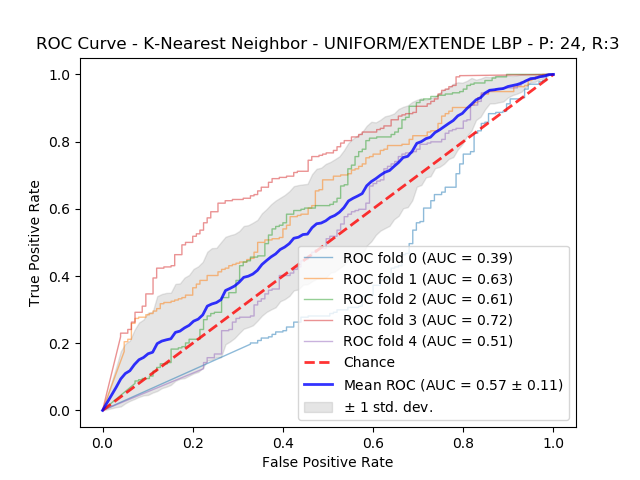 ROC Curve - K-Nearest Neighbor - UNIFORM/EXTENDE LBP - P: 24, R:3
True Positive Rate
1.0
0.8
0.6
0.4
0.2
0.0
ROC fold 0 (AUC = 0.39)
ROC fold 1 (AUC = 0.63)
ROC fold 2 (AUC = 0.61)
ROC fold 3 (AUC = 0.72)
ROC fold 4 (AUC = 0.51)
Chance
Mean ROC (AUC = 0.57 ± 0.11)
± 1 std. dev.
0.0 0.2 0.4 0.6 0.8 1.0
False Positive Rate